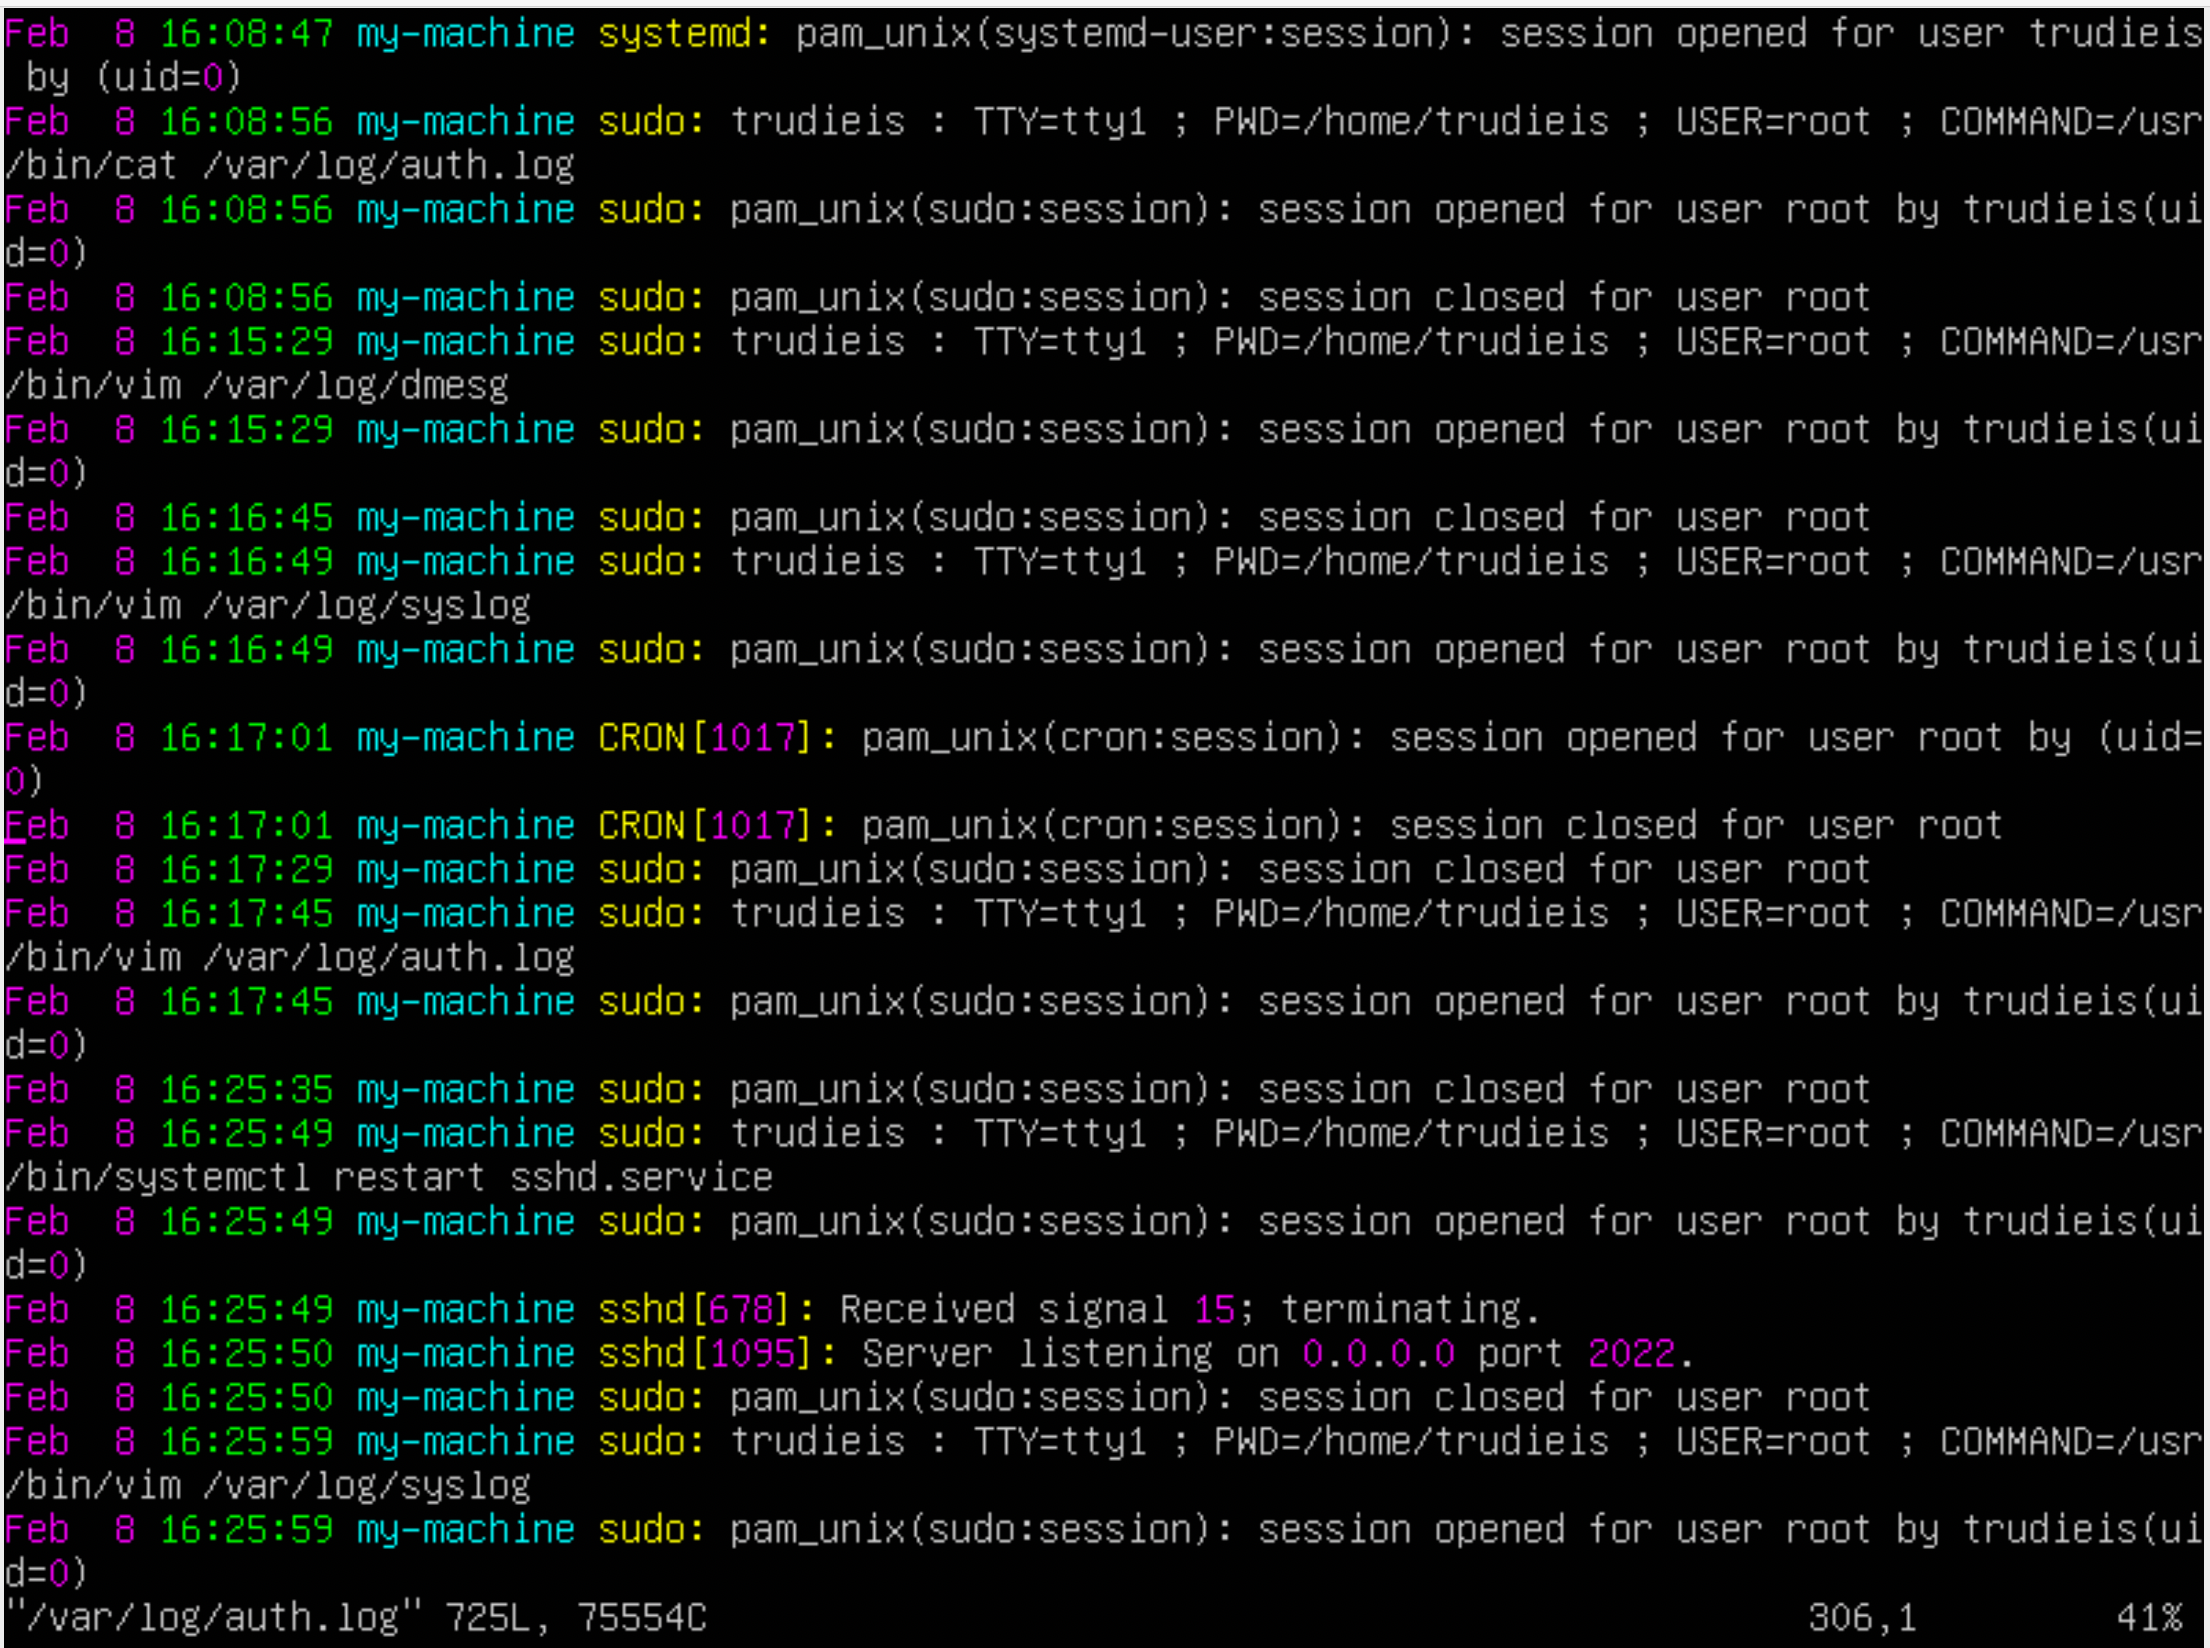 Feb  8 16:08:47 my-machine systemd: pam_unix(systemd-user:session): session opened for user trudieis
 by (uid=0)
Feb  8 16:08:56 my-machine sudo: trudieis : TTY=tty1 ; PWD=/home/trudieis ; USER=root ; COMMAND=/usr
/bin/cat /var/log/auth.log
Feb  8 16:08:56 my-machine sudo: pam_unix(sudo:session): session opened for user root by trudieis(ui
d=0)
Feb  8 16:08:56 my-machine sudo: pam_unix(sudo:session): session closed for user root
Feb  8 16:15:29 my-machine sudo: trudieis : TTY=tty1 ; PWD=/home/trudieis ; USER=root ; COMMAND=/usr
/bin/vim /var/log/dmesg
Feb  8 16:15:29 my-machine sudo: pam_unix(sudo:session): session opened for user root by trudieis(ui
d=0)
Feb  8 16:16:45 my-machine sudo: pam_unix(sudo:session): session closed for user root
Feb  8 16:16:49 my-machine sudo: trudieis : TTY=tty1 ; PWD=/home/trudieis ; USER=root ; COMMAND=/usr
/bin/vim /var/log/syslog
Feb  8 16:16:49 my-machine sudo: pam_unix(sudo:session): session opened for user root by trudieis(ui
d=0)
Feb  8 16:17:01 my-machine CRON[1017]: pam_unix(cron:session): session opened for user root by (uid=
0)
Feb  8 16:17:01 my-machine CRON[1017]: pam_unix(cron:session): session closed for user root
Feb  8 16:17:29 my-machine sudo: pam_unix(sudo:session): session closed for user root
Feb  8 16:17:45 my-machine sudo: trudieis : TTY=tty1 ; PWD=/home/trudieis ; USER=root ; COMMAND=/usr
/bin/vim /var/log/auth.log
Feb  8 16:17:45 my-machine sudo: pam_unix(sudo:session): session opened for user root by trudieis(ui
d=0)
Feb  8 16:25:35 my-machine sudo: pam_unix(sudo:session): session closed for user root
Feb  8 16:25:49 my-machine sudo: trudieis : TTY=tty1 ; PWD=/home/trudieis ; USER=root ; COMMAND=/usr
/bin/systemctl restart sshd.service
Feb  8 16:25:49 my-machine sudo: pam_unix(sudo:session): session opened for user root by trudieis(ui
d=0)
Feb  8 16:25:49 my-machine sshd[678]: Received signal 15; terminating.
Feb  8 16:25:50 my-machine sshd[1095]: Server listening on 0.0.0.0 port 2022.
Feb  8 16:25:50 my-machine sudo: pam_unix(sudo:session): session closed for user root
Feb  8 16:25:59 my-machine sudo: trudieis : TTY=tty1 ; PWD=/home/trudieis ; USER=root ; COMMAND=/usr
/bin/vim /var/log/syslog
Feb  8 16:25:59 my-machine sudo: pam_unix(sudo:session): session opened for user root by trudieis(ui
d=0)
"/var/log/auth.log" 725L, 75554C 306,1 41%